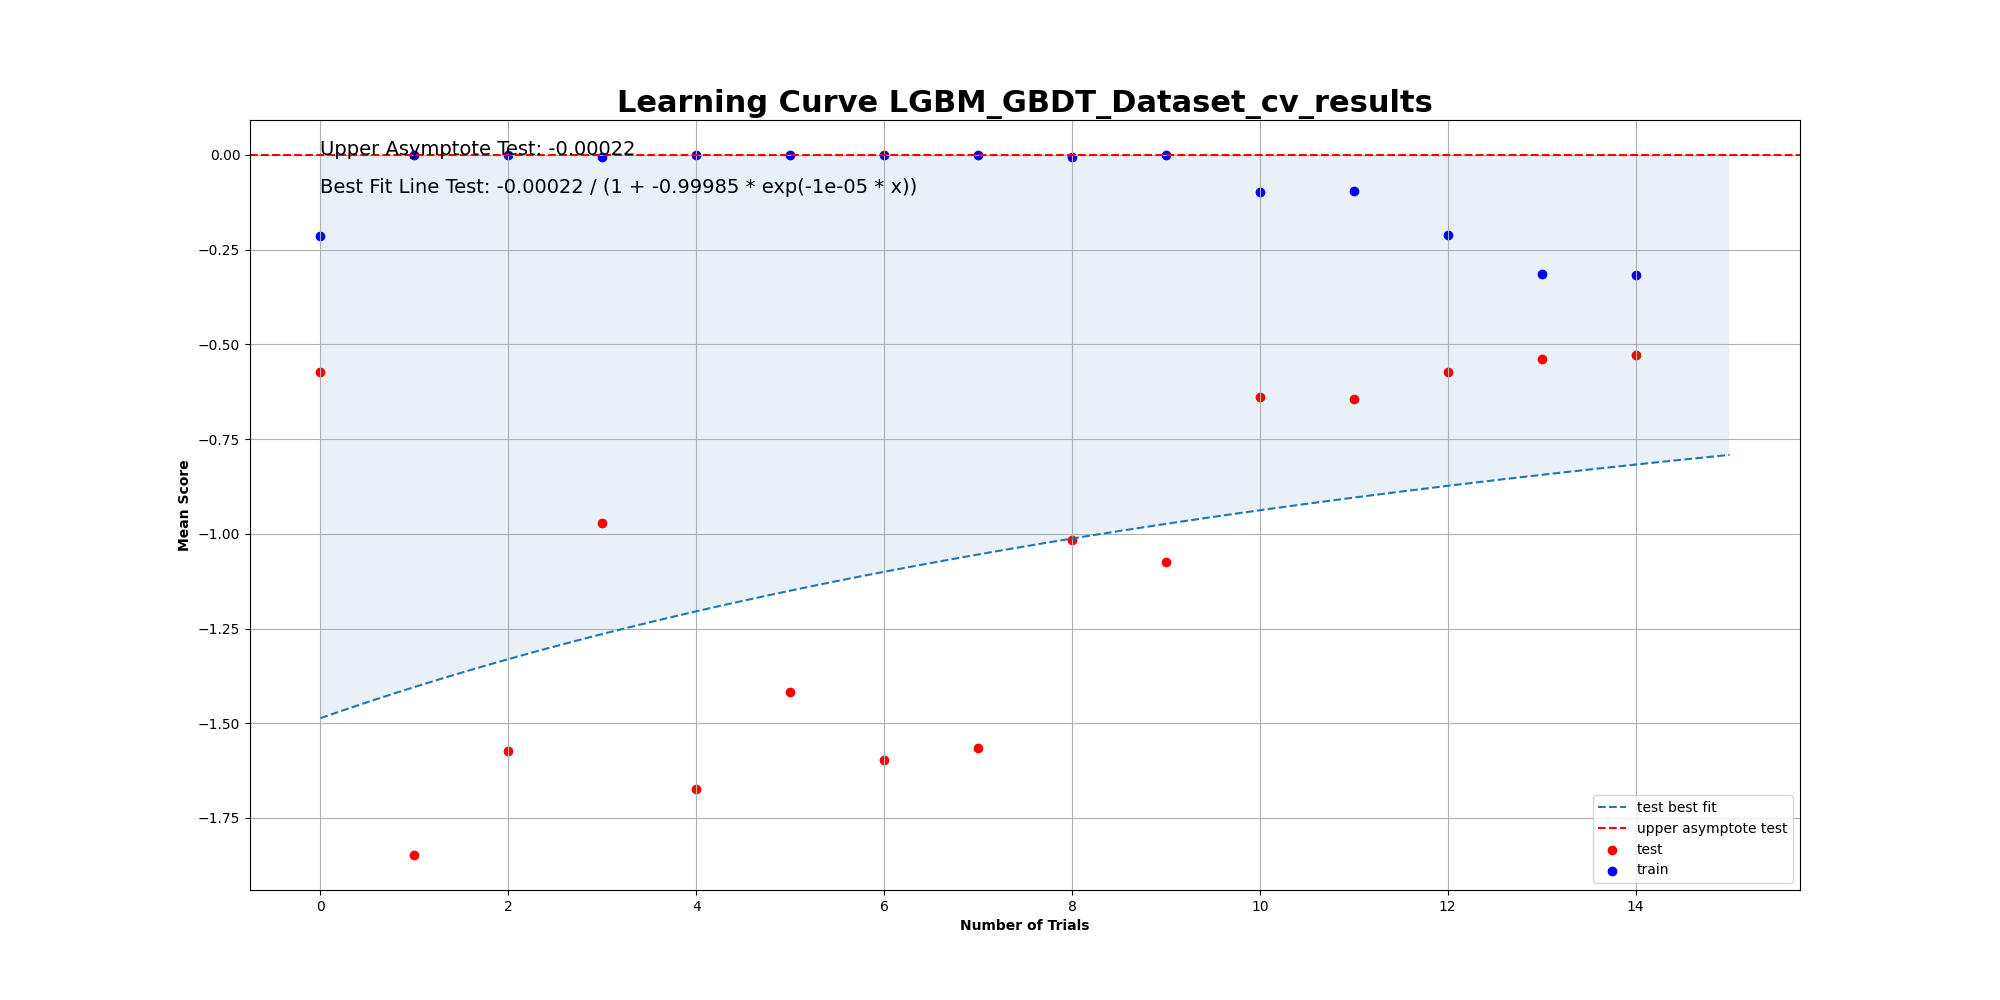 Learning Curve LGBM_GBDT_Dataset_cv_results
Upper Asymptote Test: -0.00022
Best Fit Line Test: -0.00022 / (1 + -0.99985 * exp(-1e-05 * x))
0.00
−0.25
−0.50
−0.75
−1.00
−1.25
−1.50
−1.75
Mean Score
0 2 4 6 8 10 12 14
Number of Trials
test best fit
upper asymptote test
test
train